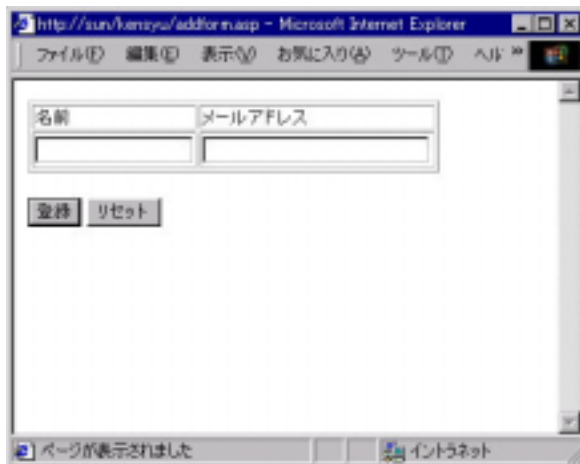 http://sun/kensyu/addform.asp - Microsoft Internet Explorer
ファイル(F) 編集(E) 表示(V) お気に入り(A) ツール(T) ヘル »
名前 メールアドレス
登録 リセット
ページが表示されました イントラネット